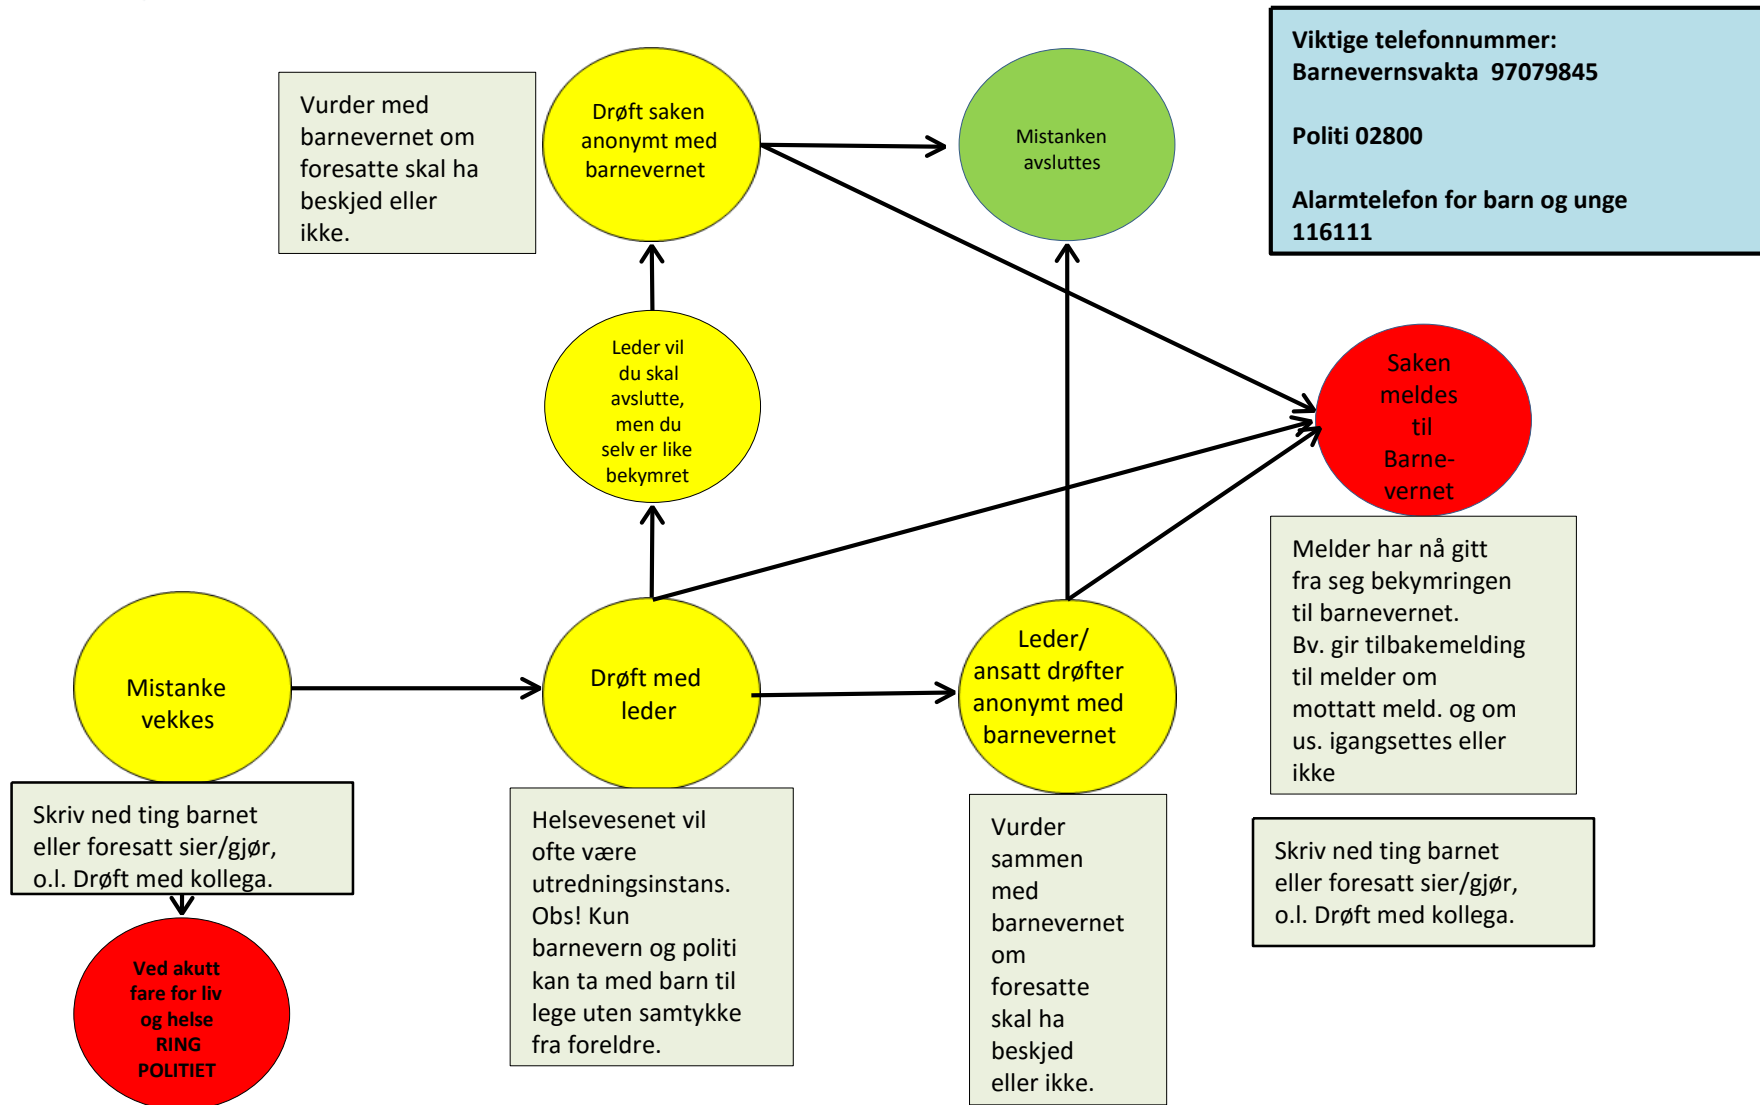 Viktige telefonnummer:
Barnevernsvakta  97079845
Politi 02800
Alarmtelefon for barn og unge
116111
Vurder med
barnevernet om
foresatte skal ha
beskjed eller
ikke.
Drøft saken
anonymt med
barnevernet
Mistanken
avsluttes
Leder vil
du skal
avslutte,
men du
selv er like
bekymret
Saken
meldes
til
Barne-
vernet
Melder har nå gitt
fra seg bekymringen
til barnevernet.
Bv. gir tilbakemelding
til melder om
mottatt meld. og om
us. igangsettes eller
ikke
Mistanke
vekkes
Drøft med
leder
Leder/
ansatt drøfter
anonymt med
barnevernet
Skriv ned ting barnet
eller foresatt sier/gjør,
o.l. Drøft med kollega.
Helsevesenet vil
ofte være
utredningsinstans.
Obs! Kun
barnevern og politi
kan ta med barn til
lege uten samtykke
fra foreldre.
Vurder
sammen
med
barnevernet
om
foresatte
skal ha
beskjed
eller ikke.
Skriv ned ting barnet
eller foresatt sier/gjør,
o.l. Drøft med kollega.
Ved akutt
fare for liv
og helse
RING
POLITIET